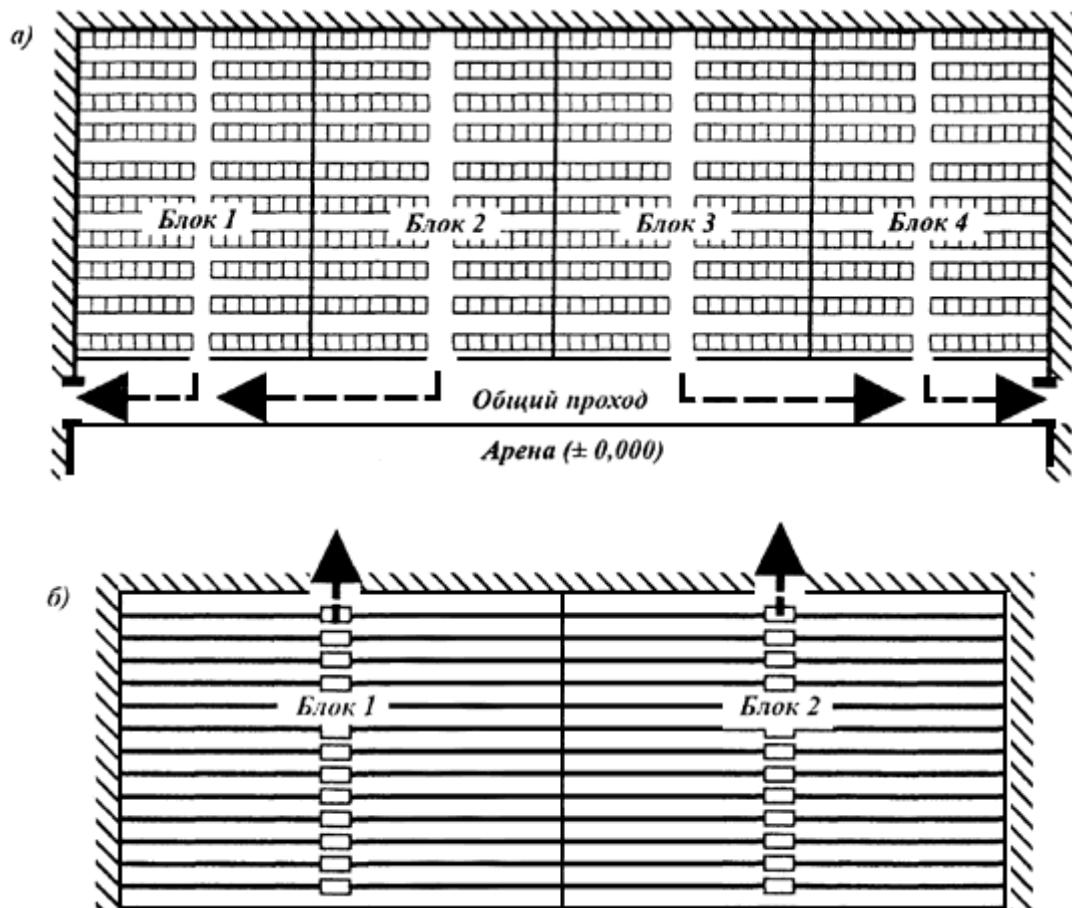 а)
Блок 1 Блок 2 Блок 3 Блок 4
Общий проход
Арена (± 0,000)
б)
Блок 1 Блок 2